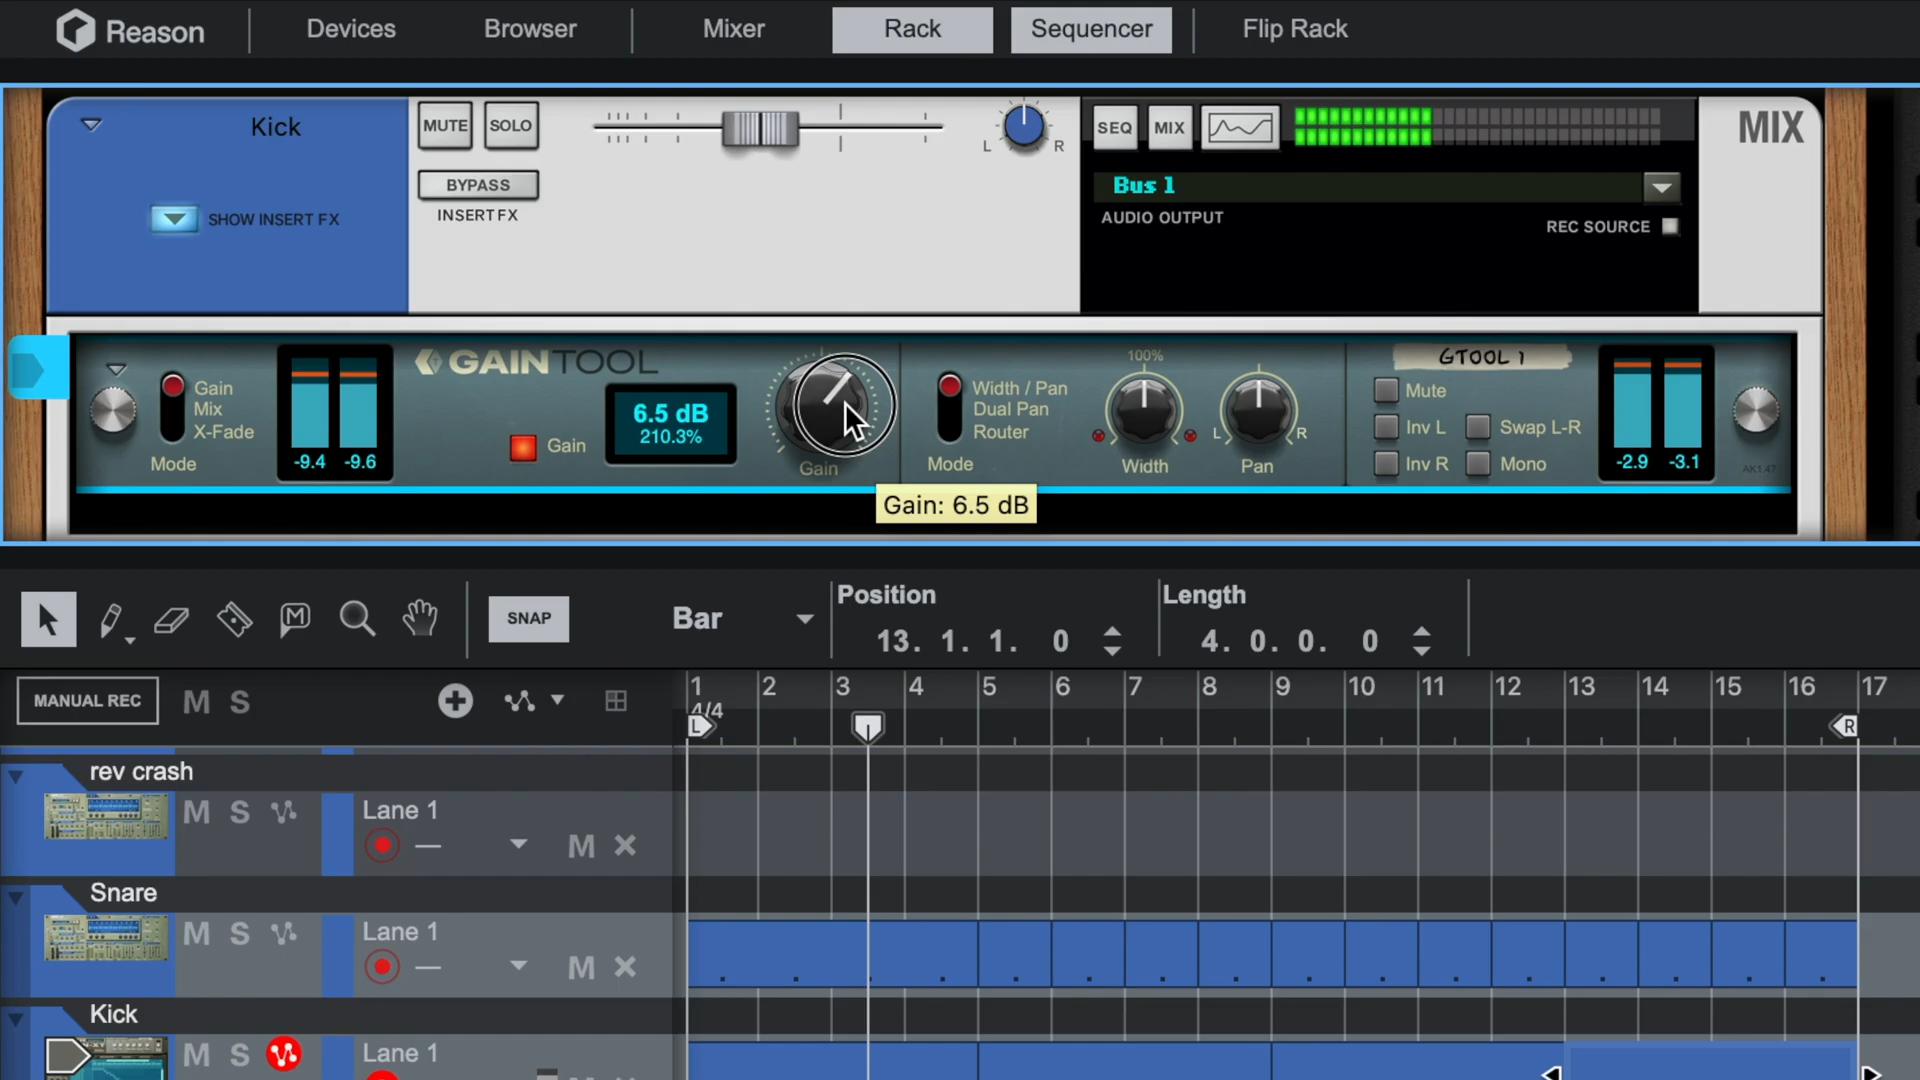 Reason Devices Browser Mixer Rack Sequencer Flip Rack
Kick MUTE SOLO L R SEQ MIX MIX
BYPASS Bus 1
INSERT FX AUDIO OUTPUT
SHOW INSERT FX REC SOURCE
GAINTOOL 100% GTOOL 1
Gain Width / Pan Mute
Mix 6.5 dB Dual Pan
X-Fade 210.3% Router L R Inv L Swap L-R
Gain
-9.4 -9.6 -2.9 -3.1
Mode Gain Mode Width Pan Inv R Mono AK1.47
Gain: 6.5 dB
M SNAP Bar Position Length
13. 1. 1. 0 4. 0. 0. 0
MANUAL REC M S 1 2 3 4 5 6 7 8 9 10 11 12 13 14 15 16 17
4/4
L R
rev crash
M S Lane 1
M
Snare
M S Lane 1
M
Kick
M S Lane 1